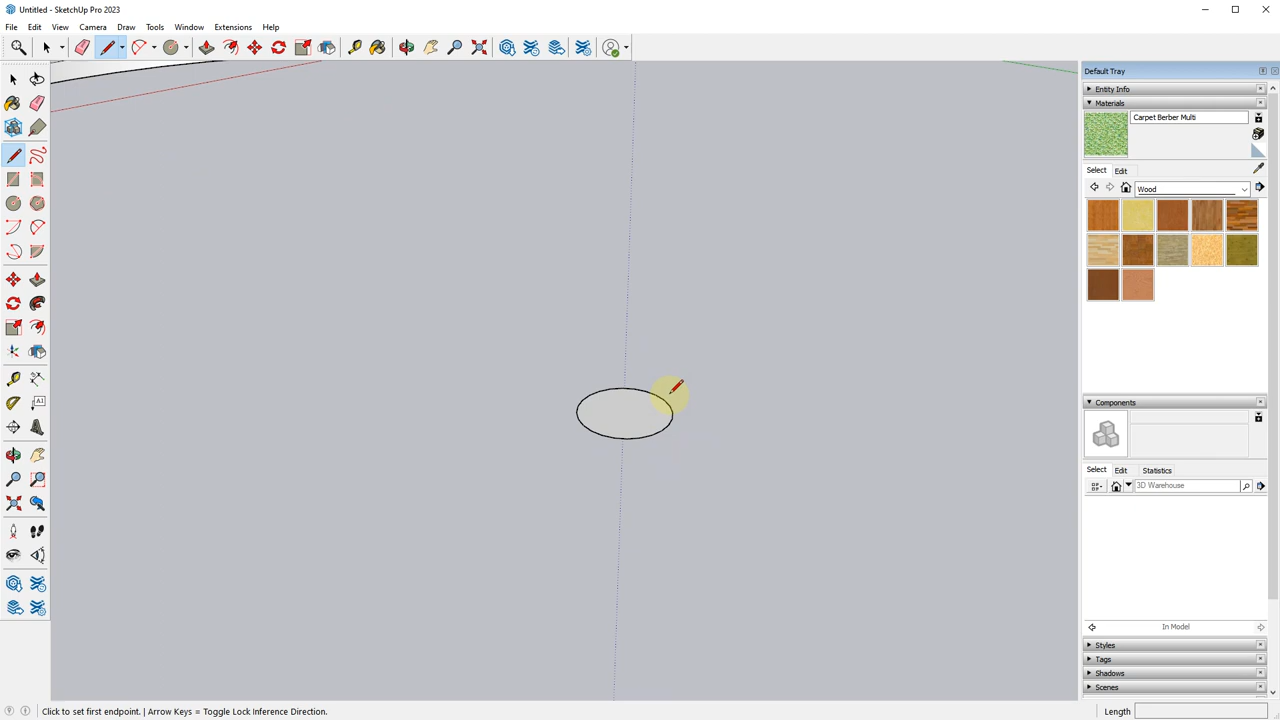 Untitled - SketchUp Pro 2023
File Edit View Camera Draw Tools Window Extensions Help
Default Tray
Entity Info
Materials
Carpet Berber Multi
Select Edit
Wood
Components
Select Edit Statistics
3D Warehouse
In Model
Styles
Tags
Shadows
Scenes
Click to set first endpoint. | Arrow Keys = Toggle Lock Inference Direction.
Length